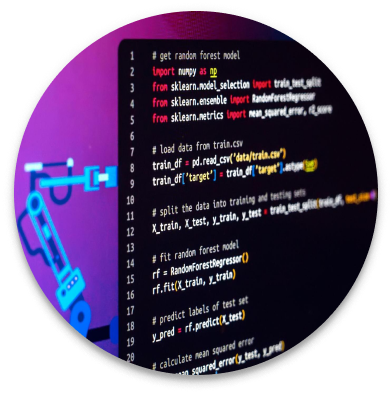 1 # get random forest model
2 import numpy as np
3 from sklearn.model_selection import train_test_split
4 from sklearn.ensemble import RandomForestRegressor
5 from sklearn.metrics import mean_squared_error, r2_score
6
7 # load data from train.csv
8 train_df = pd.read_csv("data/train.csv")
9 train_df["target"] = train_df["target"].astype(int)
10
11 # split the data into training and testing sets
12 X_train, X_test, y_train, y_test = train_test_split(train_df,
13
14 # fit random forest model
15 rf = RandomForestRegressor()
16 rf.fit(X_train, y_train)
17
18 # predict labels of test set
19 y_pred = rf.predict(X_test)
20
# calculate mean squared error
mean_squared_error(y_test, y_pred)